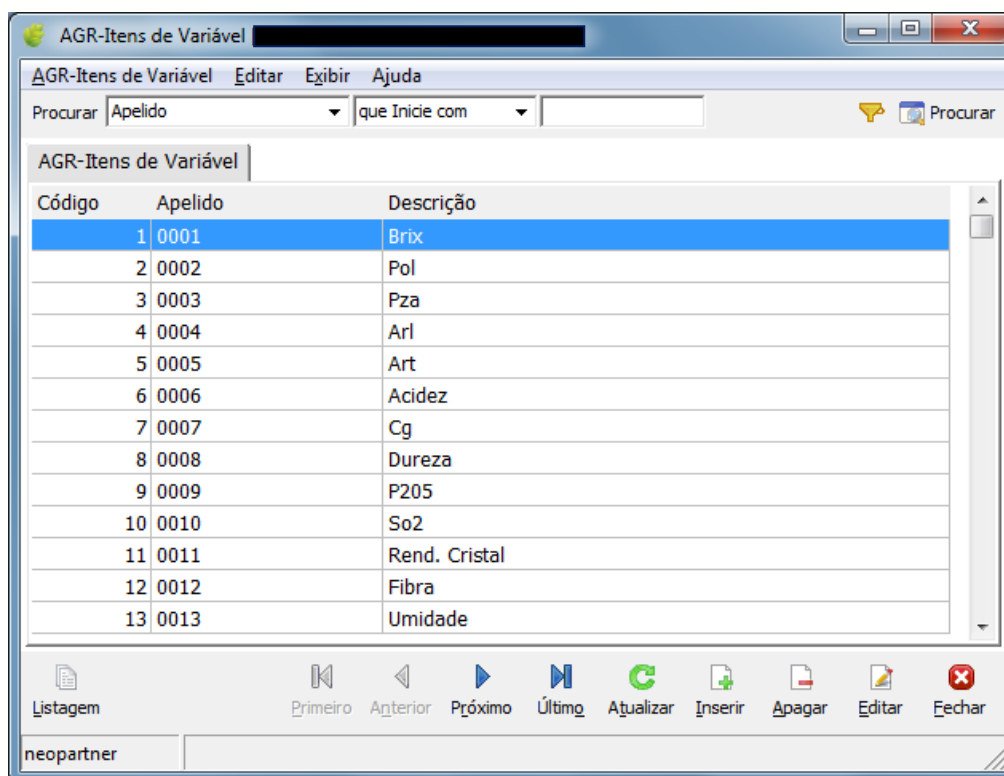 AGR-Itens de Variável
AGR-Itens de Variável Editar Exibir Ajuda
Procurar Apelido que Inicie com Procurar
AGR-Itens de Variável
Código Apelido Descrição
1 0001 Brix
2 0002 Pol
3 0003 Pza
4 0004 Arl
5 0005 Art
6 0006 Acidez
7 0007 Cg
8 0008 Dureza
9 0009 P205
10 0010 So2
11 0011 Rend. Cristal
12 0012 Fibra
13 0013 Umidade
Listagem Primeiro Anterior Próximo Último Atualizar Inserir Apagar Editar Fechar
neopartner